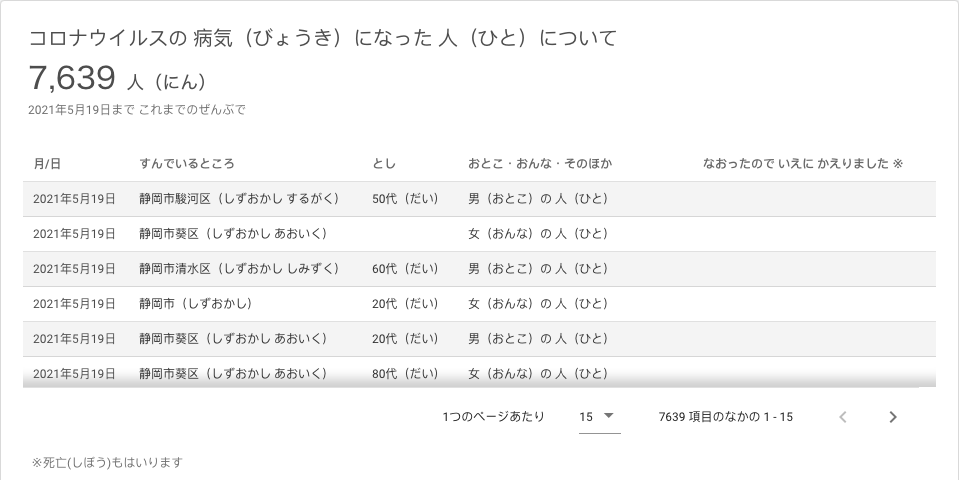 コロナウイルスの 病気（びょうき）になった 人（ひと）について
7,639 人（にん）
2021年5月19日まで これまでのぜんぶで
月/日 すんでいるところ とし おとこ・おんな・そのほか なおったので いえに かえりました ※
2021年5月19日 静岡市駿河区（しずおかし するがく） 50代（だい） 男（おとこ）の 人（ひと）
2021年5月19日 静岡市葵区（しずおかし あおいく） 女（おんな）の 人（ひと）
2021年5月19日 静岡市清水区（しずおかし しみずく） 60代（だい） 男（おとこ）の 人（ひと）
2021年5月19日 静岡市（しずおかし） 20代（だい） 女（おんな）の 人（ひと）
2021年5月19日 静岡市葵区（しずおかし あおいく） 20代（だい） 男（おとこ）の 人（ひと）
2021年5月19日 静岡市葵区（しずおかし あおいく） 80代（だい） 女（おんな）の 人（ひと）
1つのページあたり 15 7639 項目のなかの 1 - 15
※死亡(しぼう)もはいります